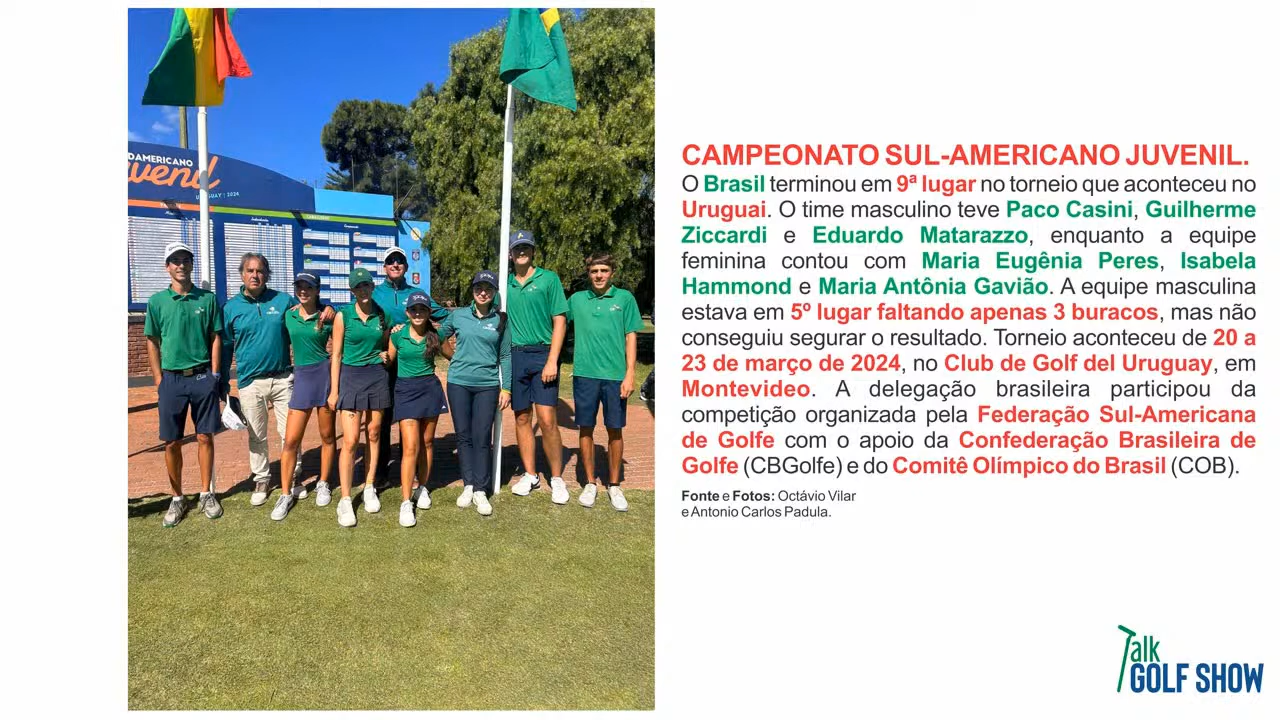 DAMERICANO
uvenil
URUGUAY | 2024
CAMPEONATO SUL-AMERICANO JUVENIL.
O Brasil terminou em 9ª lugar no torneio que aconteceu no
Uruguai. O time masculino teve Paco Casini, Guilherme
Ziccardi e Eduardo Matarazzo, enquanto a equipe
feminina contou com Maria Eugênia Peres, Isabela
Hammond e Maria Antônia Gavião. A equipe masculina
estava em 5º lugar faltando apenas 3 buracos, mas não
conseguiu segurar o resultado. Torneio aconteceu de 20 a
23 de março de 2024, no Club de Golf del Uruguay, em
Montevideo. A delegação brasileira participou da
competição organizada pela Federação Sul-Americana
de Golfe com o apoio da Confederação Brasileira de
Golfe (CBGolfe) e do Comitê Olímpico do Brasil (COB).
Fonte e Fotos: Octávio Vilar
e Antonio Carlos Padula.
Talk
GOLF SHOW